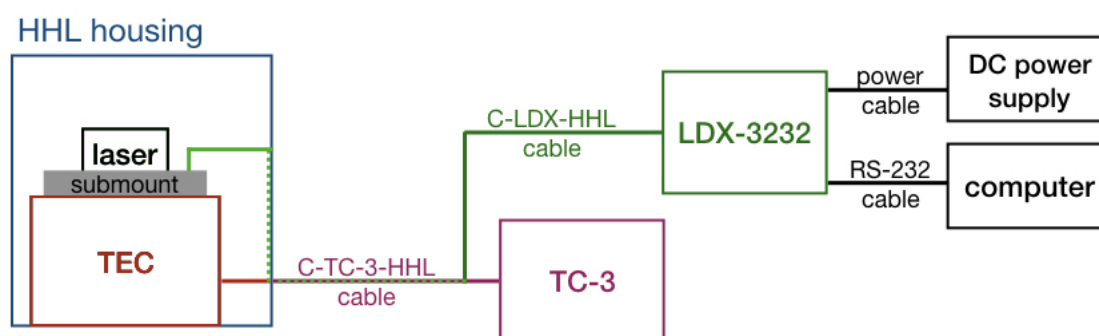 HHL housing
laser
submount
TEC
C-TC-3-HHL
cable
C-LDX-HHL
cable
TC-3
LDX-3232
power
cable
DC power
supply
RS-232
cable
computer